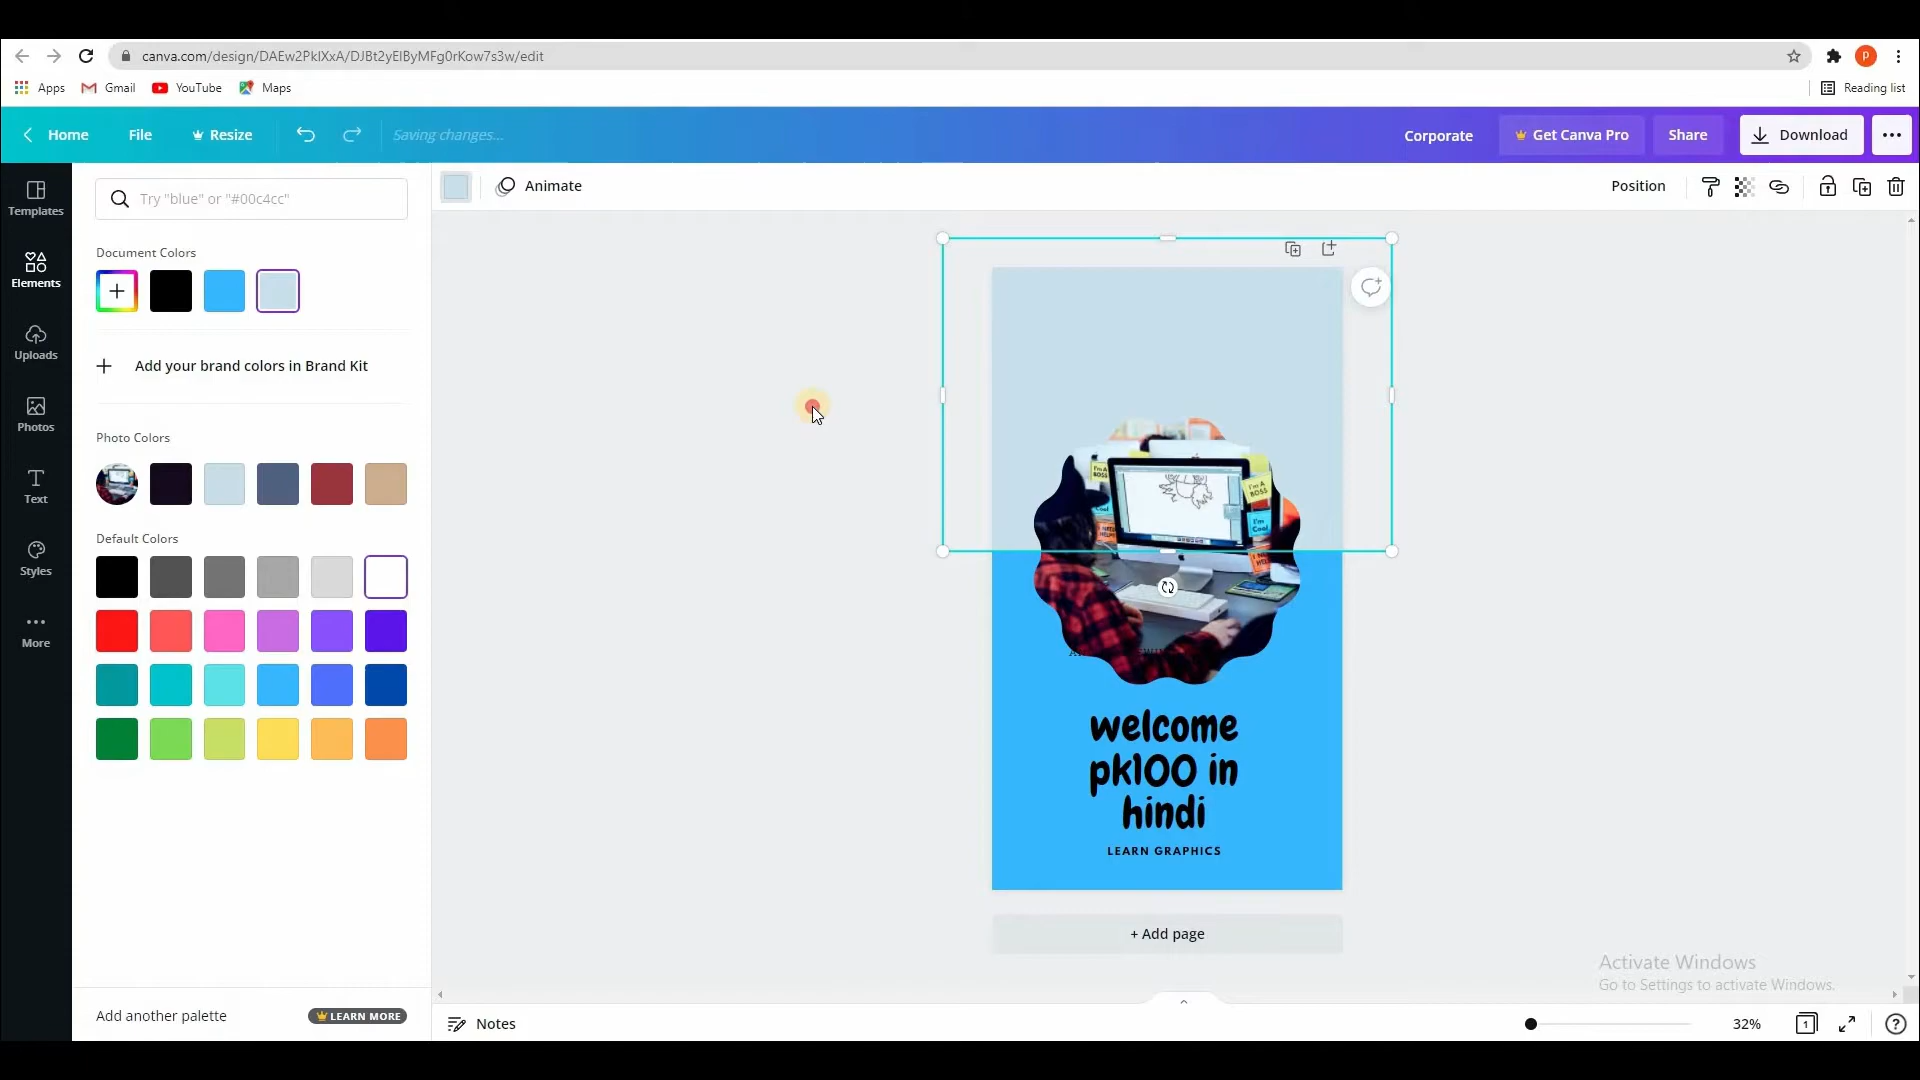 canva.com/design/DAEw2PkIXxA/DJBt2yElByMFg0rKow7s3w/edit
P
Apps
Gmail
YouTube
Maps
Reading list
Home
File
Resize
Saving changes...
Corporate
Get Canva Pro
Share
Download
Templates
Elements
Uploads
Photos
Text
Styles
More
Try "blue" or "#00c4cc"
Document Colors
Add your brand colors in Brand Kit
Photo Colors
Default Colors
Add another palette
LEARN MORE
Animate
Position
I'm A
BOSS
I'm
Cool
welcome
pk100 in
hindi
LEARN GRAPHICS
+ Add page
Activate Windows
Go to Settings to activate Windows.
Notes
32%
1
?